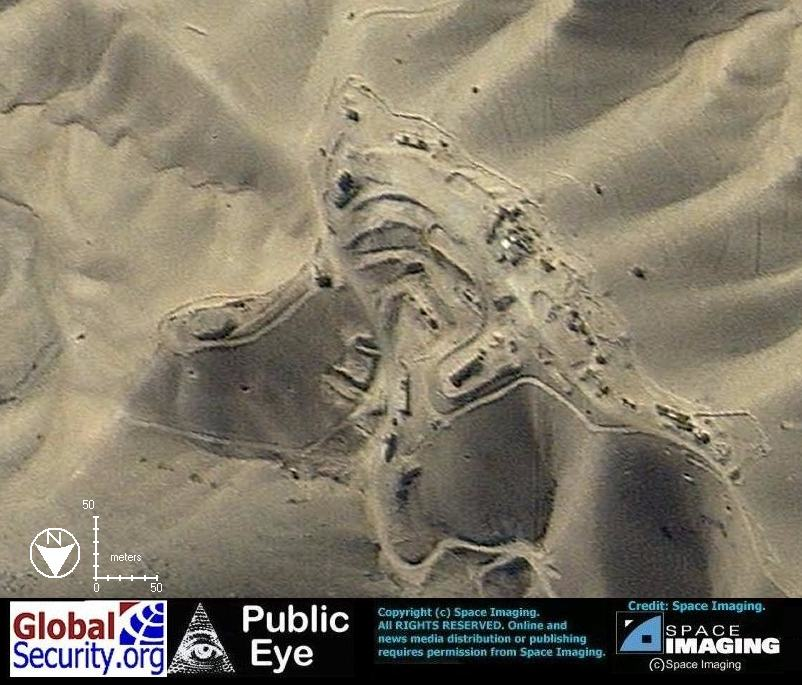 50
N
meters
0 50
Global
Security.org
Public
Eye
Copyright (c) Space Imaging.
All RIGHTS RESERVED. Online and
news media distribution or publishing
requires permission from Space Imaging.
Credit: Space Imaging.
SPACE
IMAGING
(C) Space Imaging